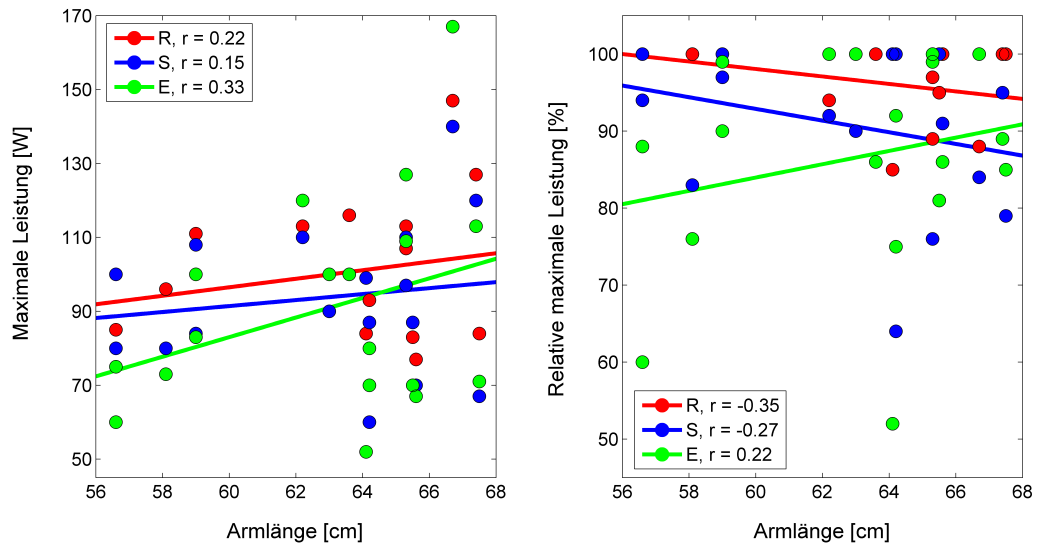 170
150
130
110
90
70
50
Maximale Leistung [W]
R, r = 0.22
S, r = 0.15
E, r = 0.33
56
58
60
62
64
66
68
Armlänge [cm]
100
90
80
70
60
50
Relative maximale Leistung [%]
R, r = -0.35
S, r = -0.27
E, r = 0.22
56
58
60
62
64
66
68
Armlänge [cm]